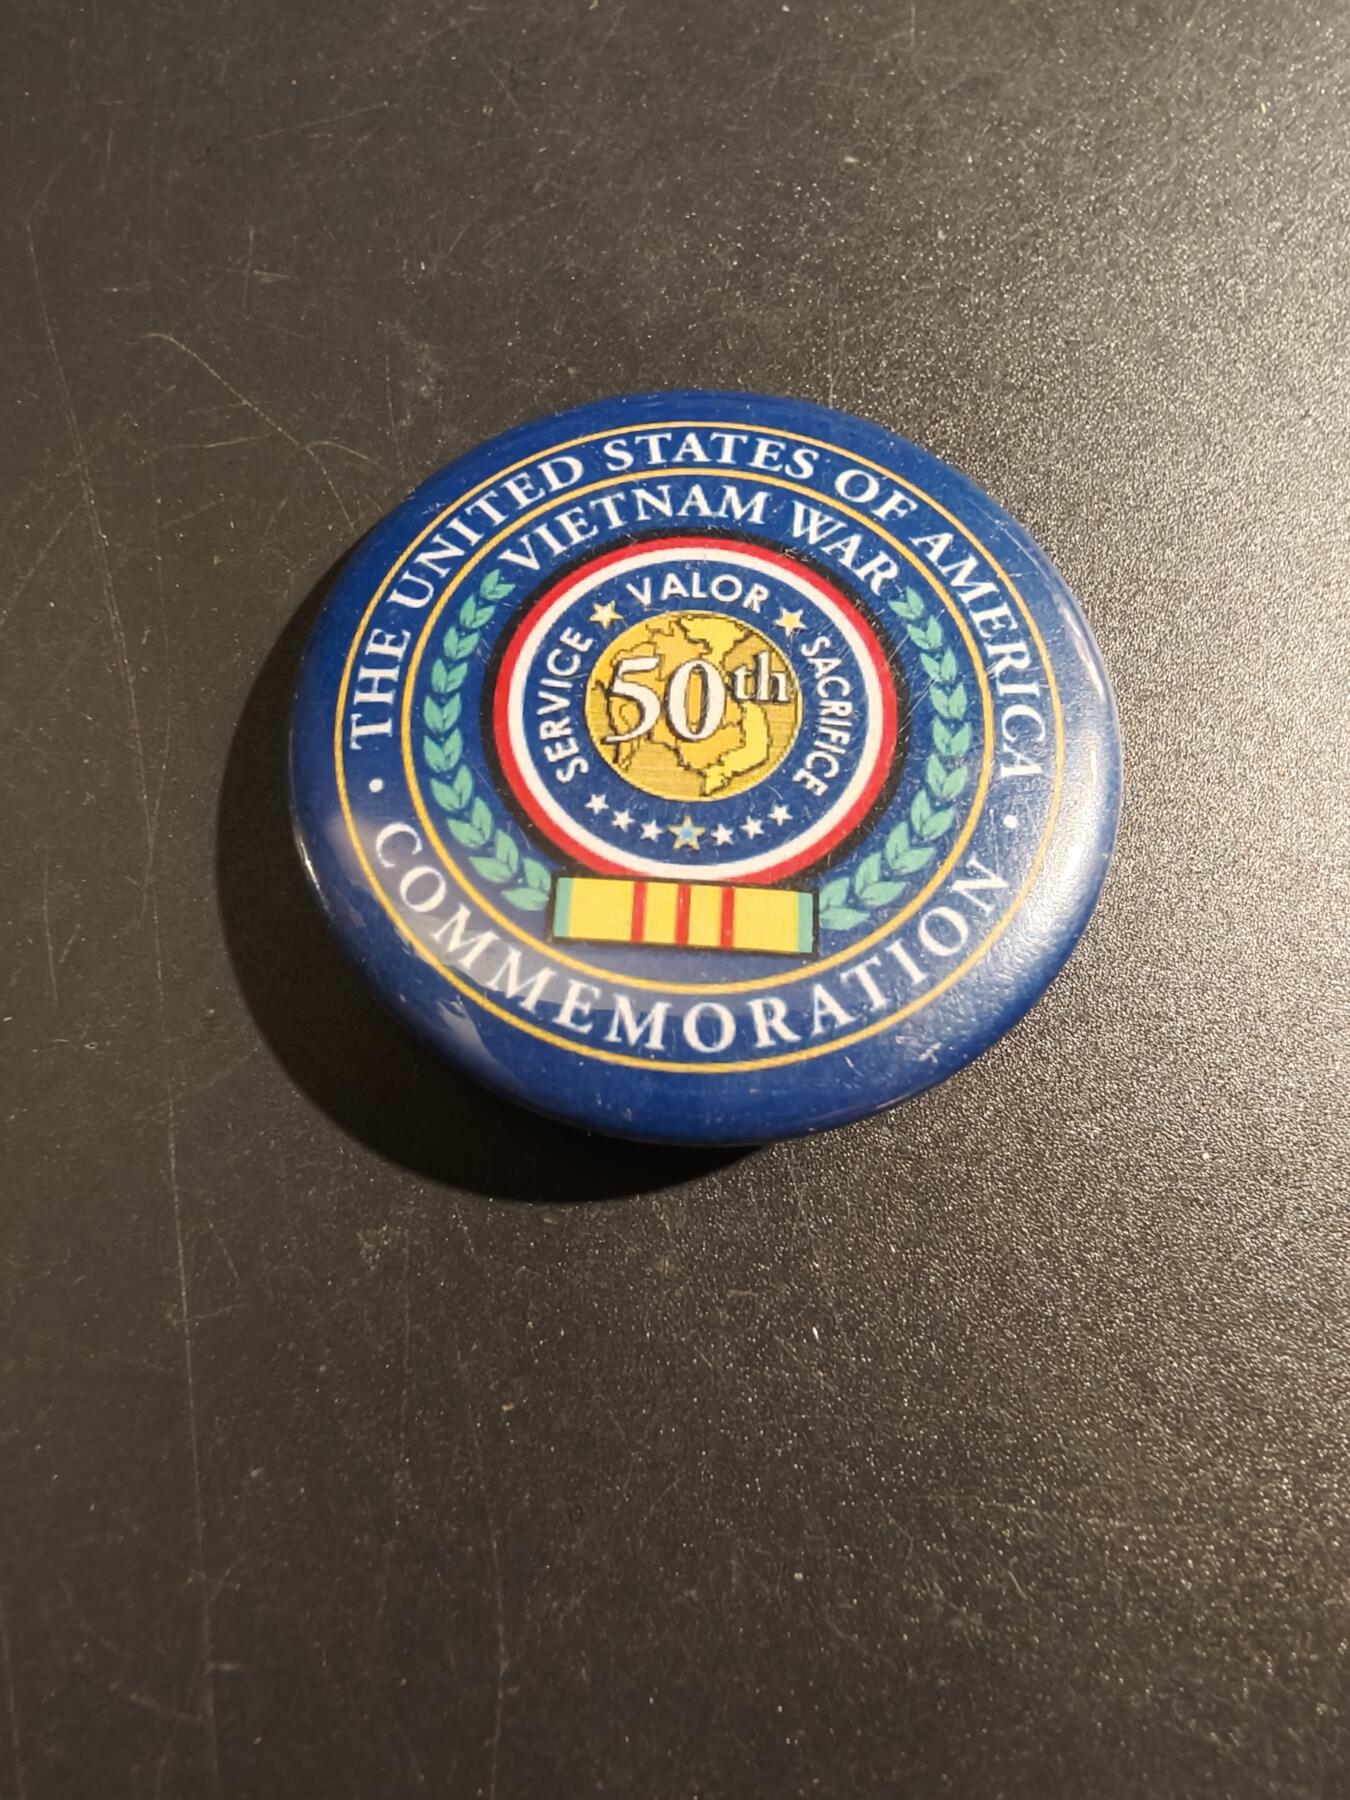 · THE UNITED STATES OF AMERICA ·
VIETNAM WAR
SERVICE ★ VALOR ★ SACRIFICE
50th
COMMEMORATION